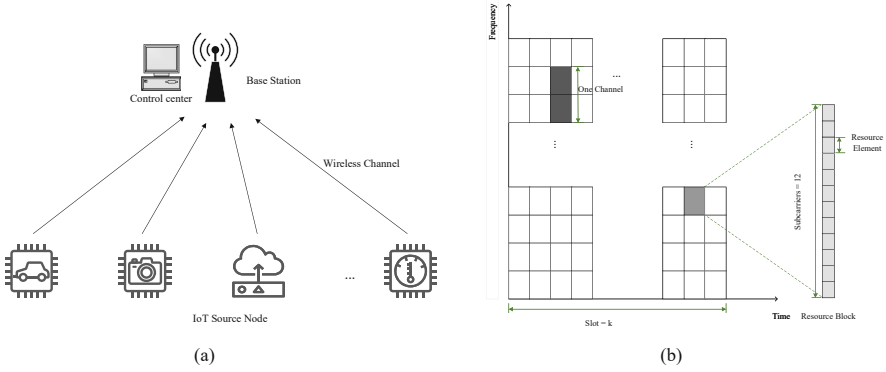 Control center
Base Station
Wireless Channel
...
IoT Source Node
(a)
Frequency
...
One Channel
...
...
Subcarriers = 12
Resource
Element
Slot = k
Time
Resource Block
(b)